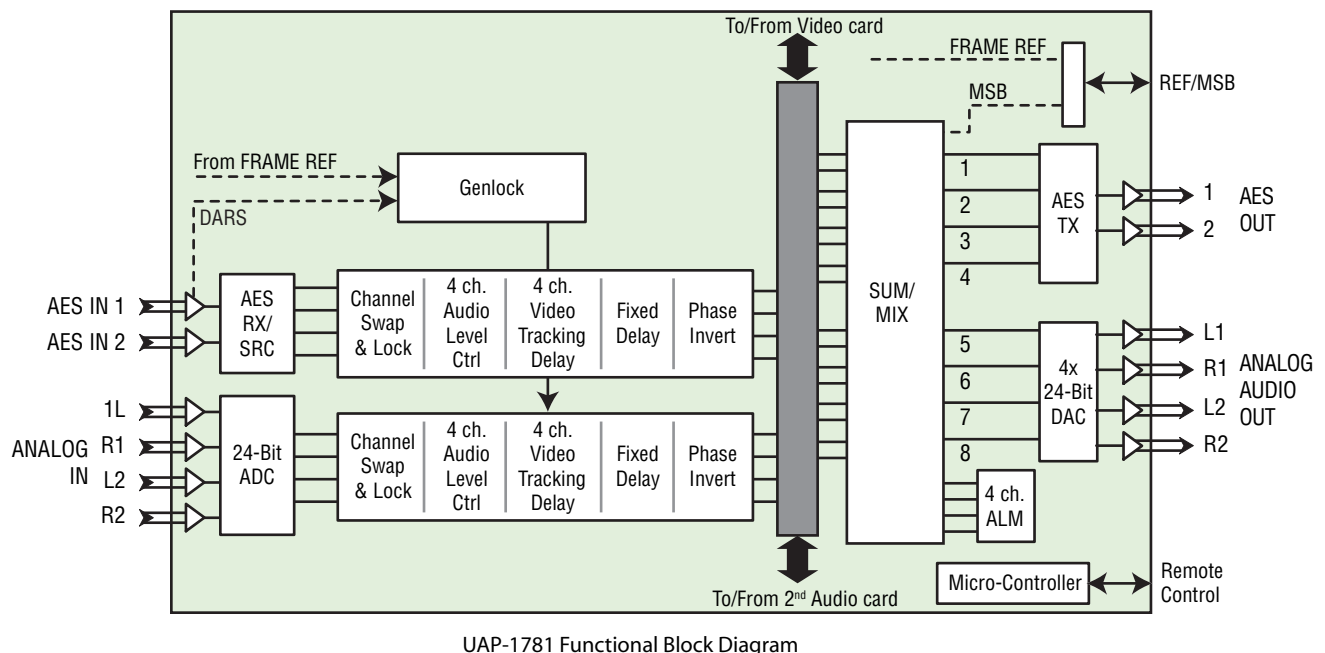 To/From Video card
FRAME REF
REF/MSB
MSB
From FRAME REF
Genlock
DARS
AES IN 1
AES IN 2
AES
RX/
SRC
Channel
Swap
& Lock
4 ch.
Audio
Level
Ctrl
4 ch.
Video
Tracking
Delay
Fixed
Delay
Phase
Invert
ANALOG
IN
1L
R1
L2
R2
24-Bit
ADC
Channel
Swap
& Lock
4 ch.
Audio
Level
Ctrl
4 ch.
Video
Tracking
Delay
Fixed
Delay
Phase
Invert
SUM/
MIX
1
2
3
4
AES
TX
1
2
AES
OUT
5
6
7
8
4x
24-Bit
DAC
L1
R1
L2
R2
ANALOG
AUDIO
OUT
4 ch.
ALM
Micro-Controller
Remote
Control
To/From 2nd Audio card
UAP-1781 Functional Block Diagram